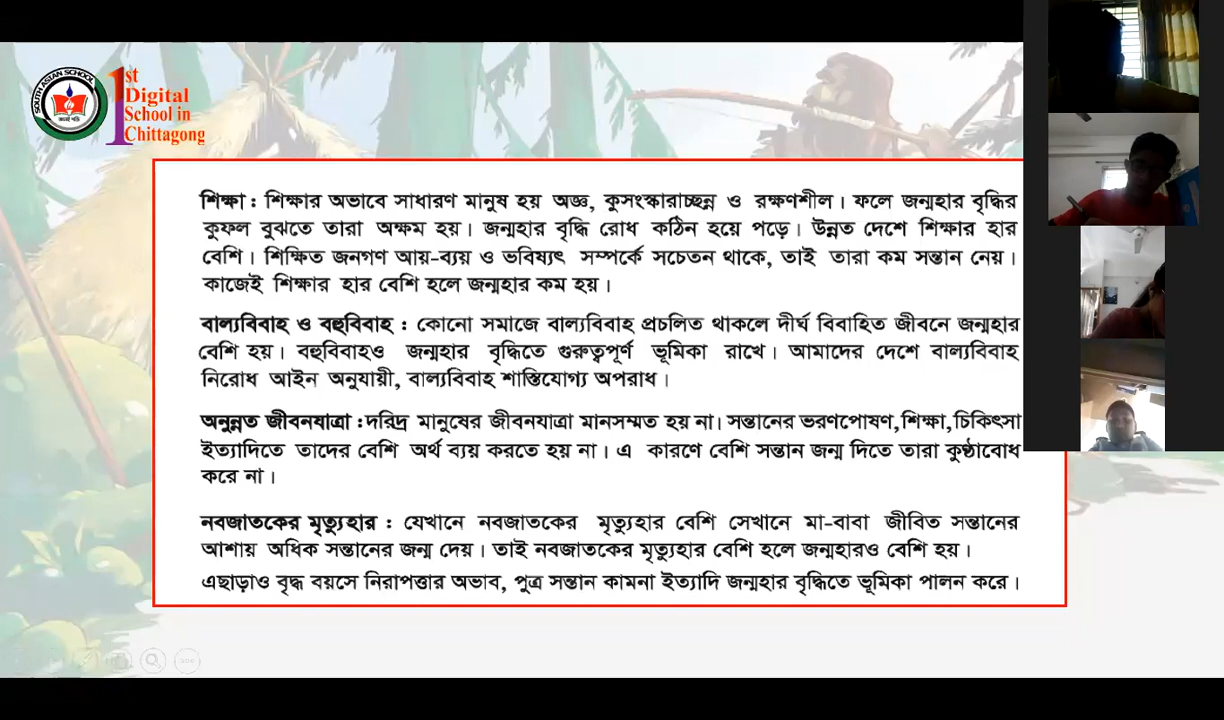 SOUTH ASIAN SCHOOL
1st
Digital
School in
Chittagong
শিক্ষা : শিক্ষার অভাবে সাধারণ মানুষ হয় অজ্ঞ, কুসংস্কারাচ্ছন্ন ও রক্ষণশীল। ফলে জন্মহার বৃদ্ধির
কুফল বুঝতে তারা অক্ষম হয়। জন্মহার বৃদ্ধি রোধ কঠিন হয়ে পড়ে। উন্নত দেশে শিক্ষার হার
বেশি। শিক্ষিত জনগণ আয়-ব্যয় ও ভবিষ্যৎ সম্পর্কে সচেতন থাকে, তাই তারা কম সন্তান নেয়।
কাজেই শিক্ষার হার বেশি হলে জন্মহার কম হয়।
বাল্যবিবাহ ও বহুবিবাহ : কোনো সমাজে বাল্যবিবাহ প্রচলিত থাকলে দীর্ঘ বিবাহিত জীবনে জন্মহার
বেশি হয়। বহুবিবাহও জন্মহার বৃদ্ধিতে গুরুত্বপূর্ণ ভূমিকা রাখে। আমাদের দেশে বাল্যবিবাহ
নিরোধ আইন অনুযায়ী, বাল্যবিবাহ শাস্তিযোগ্য অপরাধ।
অনুন্নত জীবনযাত্রা :দরিদ্র মানুষের জীবনযাত্রা মানসম্মত হয় না। সন্তানের ভরণপোষণ,শিক্ষা,চিকিৎসা
ইত্যাদিতে তাদের বেশি অর্থ ব্যয় করতে হয় না। এ কারণে বেশি সন্তান জন্ম দিতে তারা কুণ্ঠাবোধ
করে না।
নবজাতকের মৃত্যুহার : যেখানে নবজাতকের মৃত্যুহার বেশি সেখানে মা-বাবা জীবিত সন্তানের
আশায় অধিক সন্তানের জন্ম দেয়। তাই নবজাতকের মৃত্যুহার বেশি হলে জন্মহারও বেশি হয়।
এছাড়াও বৃদ্ধ বয়সে নিরাপত্তার অভাব, পুত্র সন্তান কামনা ইত্যাদি জন্মহার বৃদ্ধিতে ভূমিকা পালন করে।